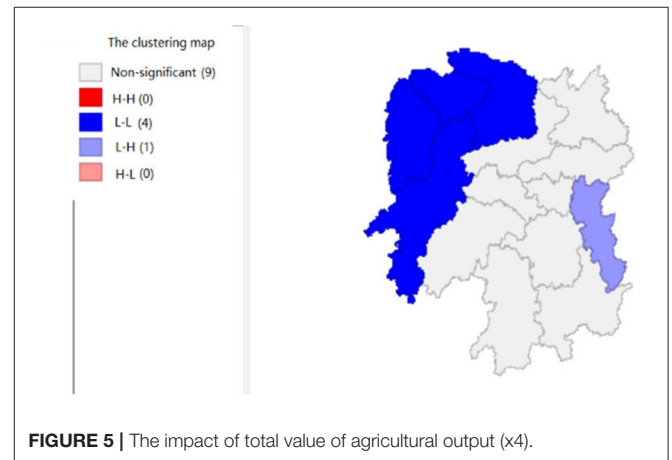 The clustering map
Non-significant (9)
H-H (0)
L-L (4)
L-H (1)
H-L (0)
FIGURE 5 | The impact of total value of agricultural output (x4).